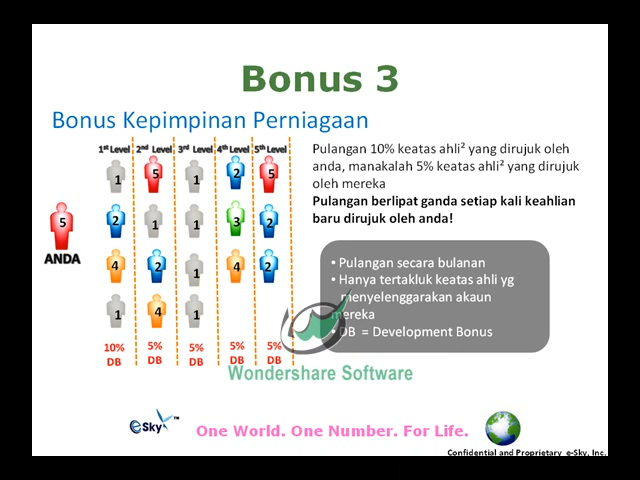 Bonus 3
Bonus Kepimpinan Perniagaan
1st Level 2nd Level 3rd Level 4th Level 5th Level
Pulangan 10% keatas ahli² yang dirujuk oleh
anda, manakalah 5% keatas ahli² yang dirujuk
oleh mereka
Pulangan berlipat ganda setiap kali keahlian
baru dirujuk oleh anda!
1 5 1 2 5
5
2 1 1 3 2
ANDA
4 2 1 4 2
1 4 1
• Pulangan secara bulanan
• Hanya tertakluk keatas ahli yg
menyelenggarakan akaun
mereka
• DB = Development Bonus
10% 5% 5% 5% 5%
DB DB DB DB DB
Wondershare Software
eSky™
One World. One Number. For Life.
Confidential and Proprietary e-Sky, Inc.